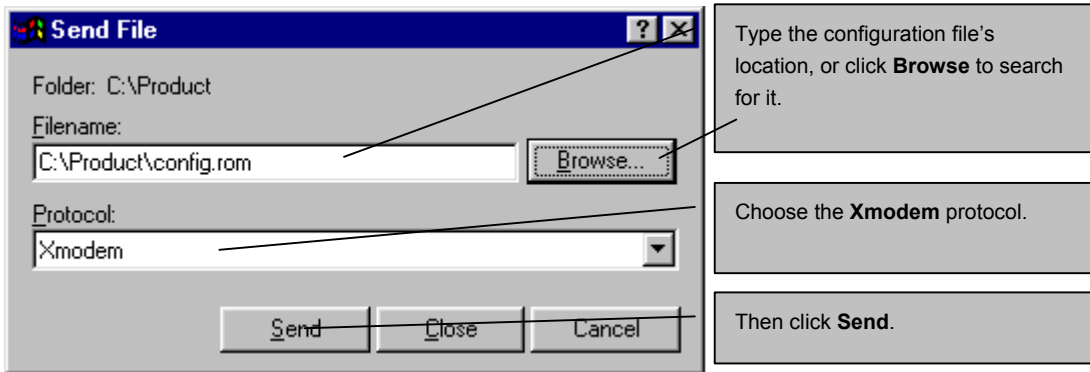 Send File
Folder: C:\Product
Filename:
C:\Product\config.rom
Browse...
Protocol:
Xmodem
Send
Close
Cancel
Type the configuration file's
location, or click Browse to search
for it.
Choose the Xmodem protocol.
Then click Send.